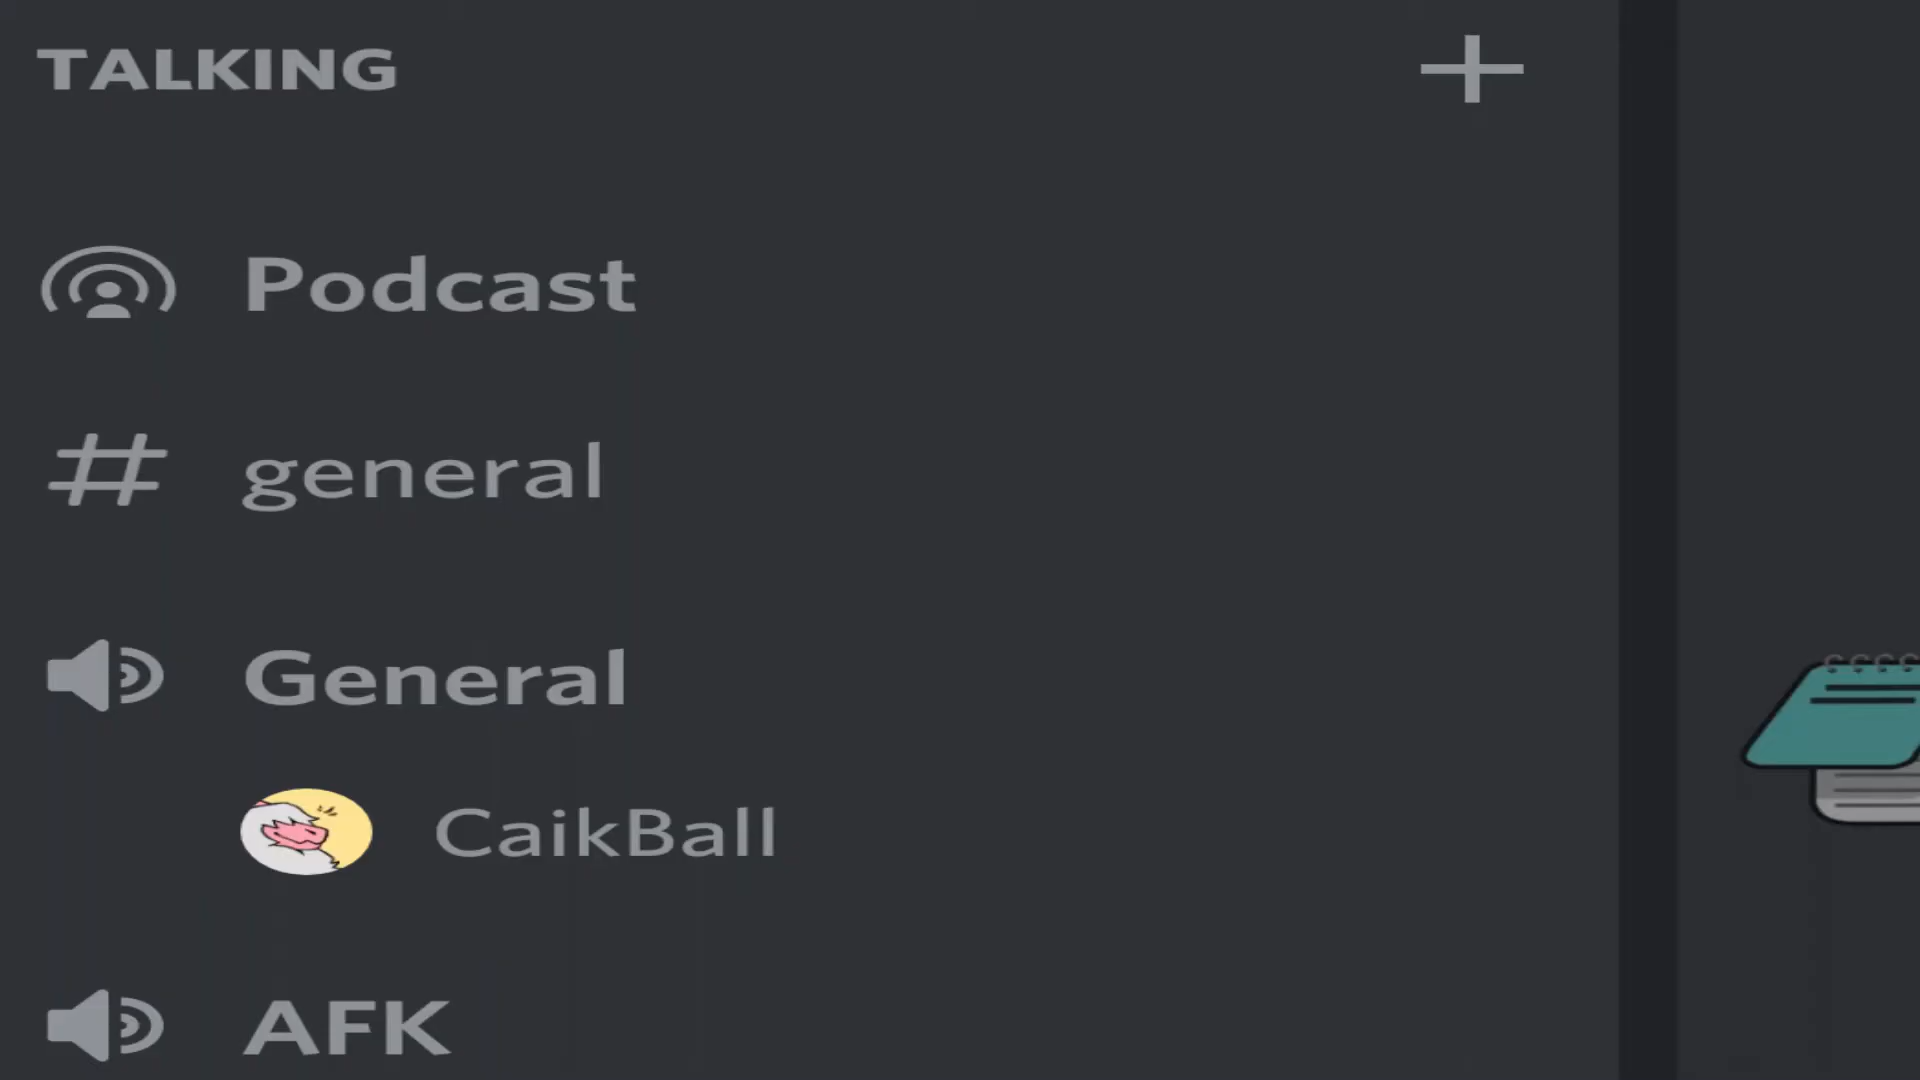 TALKING
Podcast
general
General
CaikBall
AFK